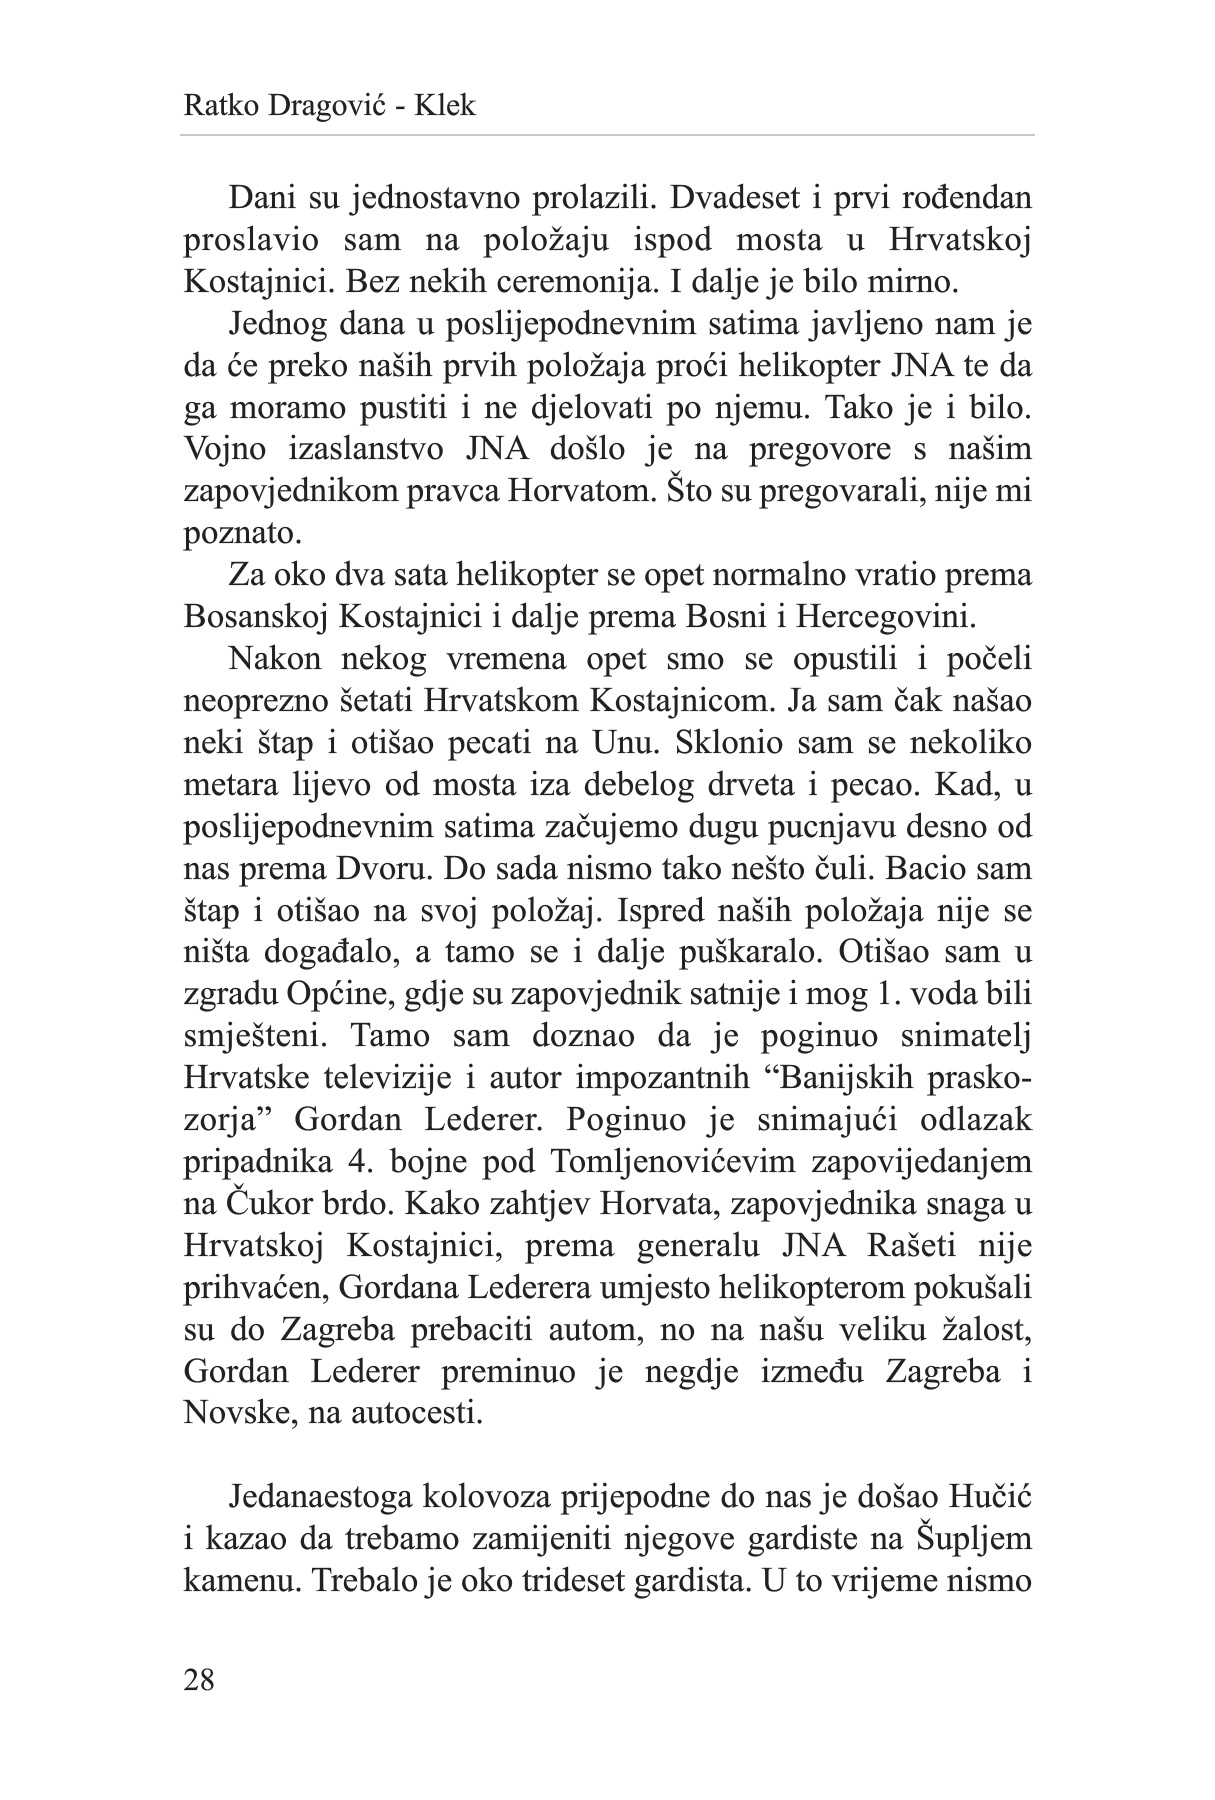 Ratko Dragović - Klek
Dani su jednostavno prolazili. Dvadeset i prvi rođendan
proslavio sam na položaju ispod mosta u Hrvatskoj
Kostajnici. Bez nekih ceremonija. I dalje je bilo mirno.
Jednog dana u poslijepodnevnim satima javljeno nam je
da će preko naših prvih položaja proći helikopter JNA te da
ga moramo pustiti i ne djelovati po njemu. Tako je i bilo.
Vojno izaslanstvo JNA došlo je na pregovore s našim
zapovjednikom pravca Horvatom. Što su pregovarali, nije mi
poznato.
Za oko dva sata helikopter se opet normalno vratio prema
Bosanskoj Kostajnici i dalje prema Bosni i Hercegovini.
Nakon nekog vremena opet smo se opustili i počeli
neoprezno šetati Hrvatskom Kostajnicom. Ja sam čak našao
neki štap i otišao pecati na Unu. Sklonio sam se nekoliko
metara lijevo od mosta iza debelog drveta i pecao. Kad, u
poslijepodnevnim satima začujemo dugu pucnjavu desno od
nas prema Dvoru. Do sada nismo tako nešto čuli. Bacio sam
štap i otišao na svoj položaj. Ispred naših položaja nije se
ništa događalo, a tamo se i dalje puškaralo. Otišao sam u
zgradu Općine, gdje su zapovjednik satnije i mog 1. voda bili
smješteni. Tamo sam doznao da je poginuo snimatelj
Hrvatske televizije i autor impozantnih “Banijskih prasko-
zorja” Gordan Lederer. Poginuo je snimajući odlazak
pripadnika 4. bojne pod Tomljenovićevim zapovijedanjem
na Čukor brdo. Kako zahtjev Horvata, zapovjednika snaga u
Hrvatskoj Kostajnici, prema generalu JNA Rašeti nije
prihvaćen, Gordana Lederera umjesto helikopterom pokušali
su do Zagreba prebaciti autom, no na našu veliku žalost,
Gordan Lederer preminuo je negdje između Zagreba i
Novske, na autocesti.
Jedanaestoga kolovoza prijepodne do nas je došao Hučić
i kazao da trebamo zamijeniti njegove gardiste na Šupljem
kamenu. Trebalo je oko trideset gardista. U to vrijeme nismo
28